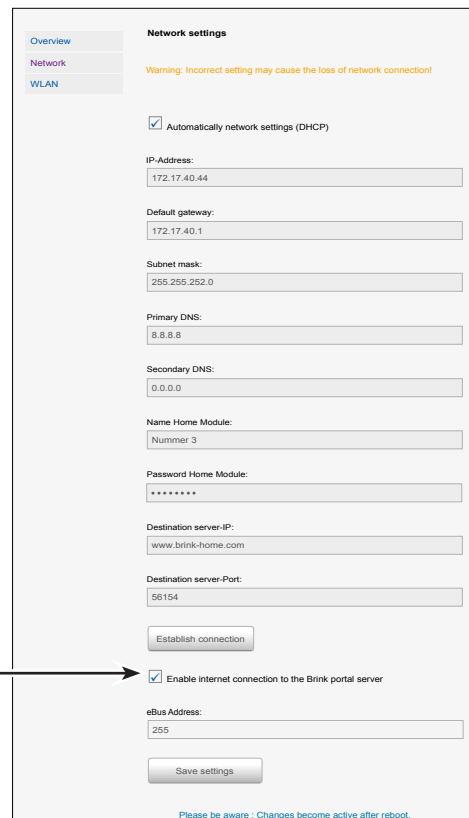 Overview
Network
WLAN
Network settings
Warning: Incorrect setting may cause the loss of network connection!
Automatically network settings (DHCP)
IP-Address:
172.17.40.44
Default gateway:
172.17.40.1
Subnet mask:
255.255.252.0
Primary DNS:
8.8.8.8
Secondary DNS:
0.0.0.0
Name Home Module:
Nummer 3
Password Home Module:
••••••••
Destination server-IP:
www.brink-home.com
Destination server-Port:
56154
Establish connection
Enable internet connection to the Brink portal server
eBus Address:
255
Save settings
Please be aware : Changes become active after reboot.